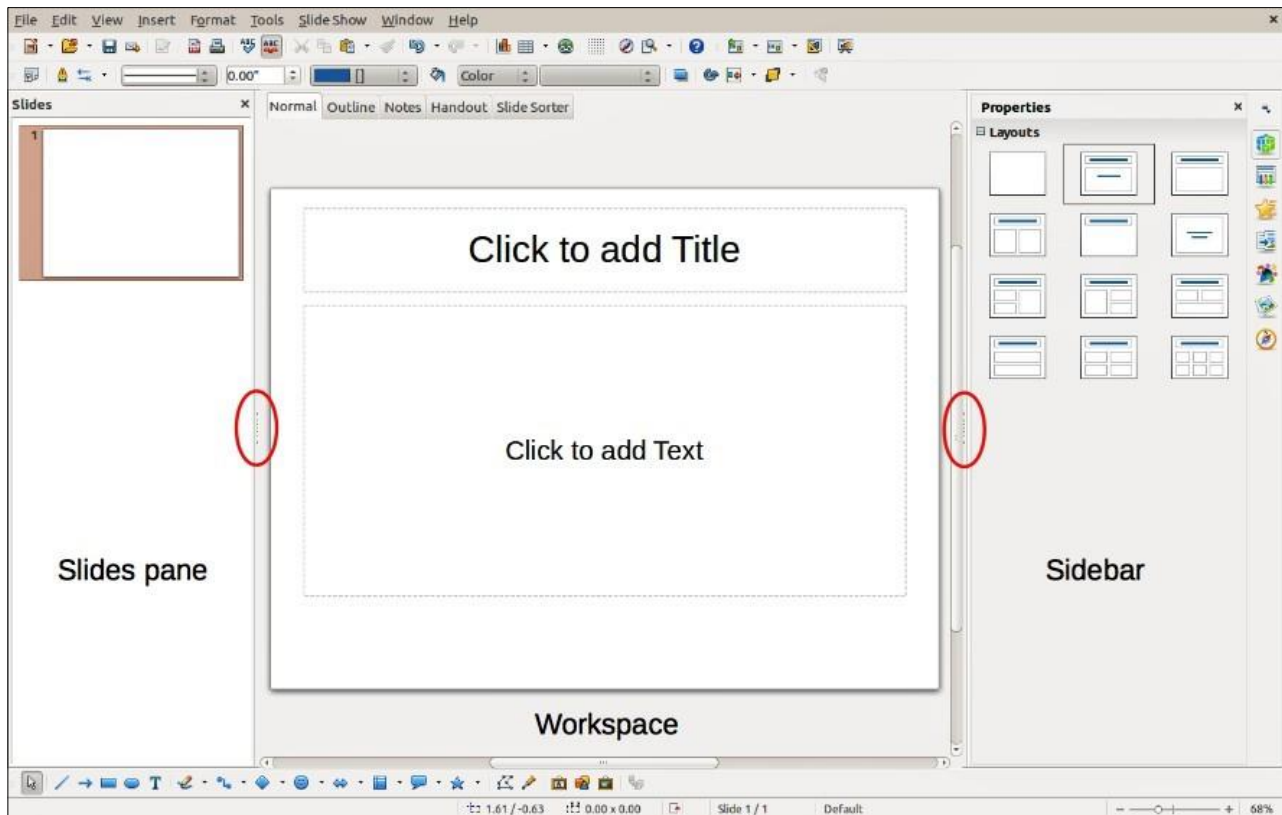 File Edit View Insert Format Tools Slide Show Window Help
0.00" Color
Slides
Normal Outline Notes Handout Slide Sorter
Properties
Layouts
1
Click to add Title
Click to add Text
Slides pane
Sidebar
Workspace
1.61 / -0.63 0.00 x 0.00 Slide 1 / 1 Default 68%